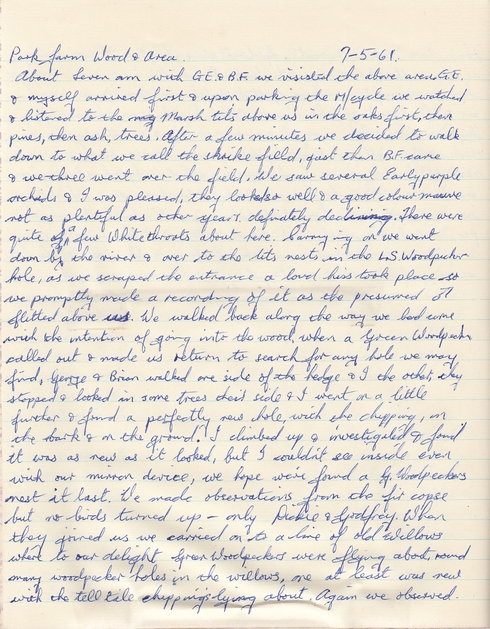 Park farm Wood & Area. 7-5-61.
About Seven am with G.E. & B.F. we visisted the above area, G.E.
& myself arrived first & upon parking the M/cycle we watched
& listened to the Marsh tits above us in the oaks first, then
pines, then ash, trees. After a few minutes we decided to walk
down to what we call the shrike field, just then B.F. came
& we three went over the field. We saw several Early purple
orchids & I was pleased, they looked so well & a good colour mauve
not as plentiful as other years. definately declining. There were
quite a few Whitethroats about here. Carrying on we went
down by the river & over to the tits nests in the L.S. Woodpecker
hole, as we scraped the entrance a loud hiss took place so
we promptly made a recording of it as the presumed ♂
flitted above us. We walked back along the way we had come
with the intention of going into the wood, when a Green Woodpecker
called out & made us return to search for any hole we may
find, George & Brian walked one side of the hedge & I the other, they
stopped & looked in some trees their side & I went on a little
further & found a perfectly new hole, with the chipping, on
the bark & on the ground. I climbed up & investigated & found
it was as new as it looked, but I couldn't see inside even
with our mirror device, we hope we've found a G. Woodpeckers
nest at last. We made observations from the fir copse
but no birds turned up - only Dickie & Godfrey. When
they joined us we carried on to a line of old Willows
where to our delight Green Woodpeckers were flying about, round
many woodpecker holes in the willows, one at least was new
with the tell tale chippings lying about. Again we observed.